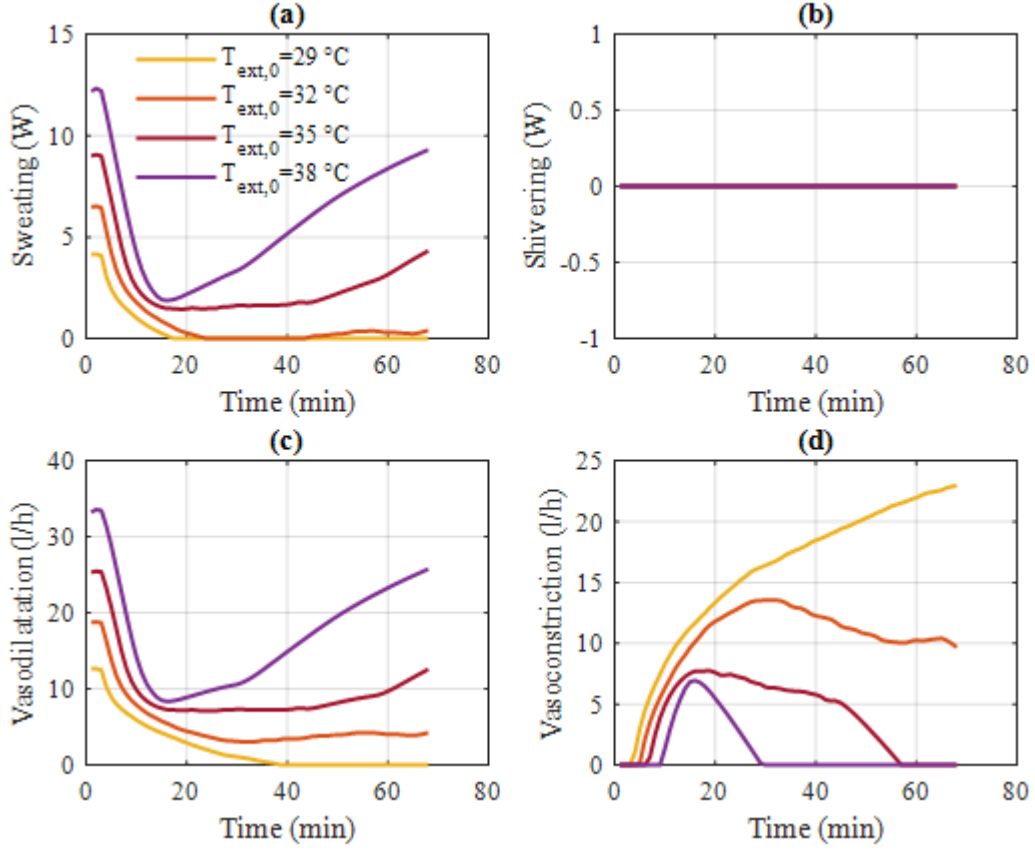 (a)
15
10
5
0
Sweating (W)
T_ext,0=29 °C
T_ext,0=32 °C
T_ext,0=35 °C
T_ext,0=38 °C
0 20 40 60 80
Time (min)
(b)
1
0.5
0
-0.5
-1
Shivering (W)
0 20 40 60 80
Time (min)
(c)
40
30
20
10
0
Vasodilatation (l/h)
0 20 40 60 80
Time (min)
(d)
25
20
15
10
5
0
Vasoconstriction (l/h)
0 20 40 60 80
Time (min)